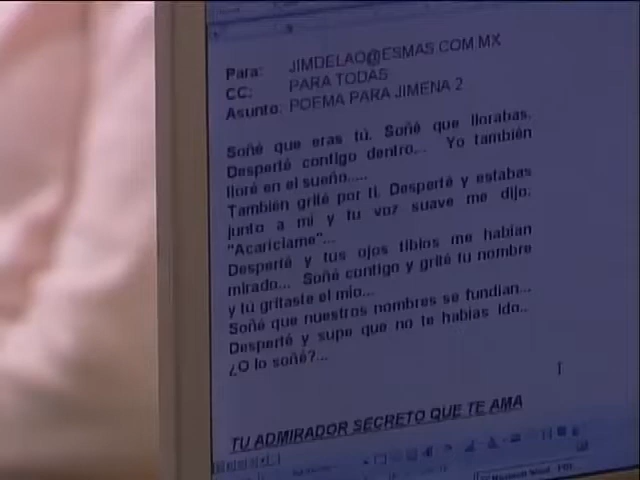 Para: JIMDELAO@ESMAS.COM.MX
CC: PARA TODAS
Asunto: POEMA PARA JIMENA 2
Soñé que eras tú. Soñé que llorabas.
Desperté contigo dentro... Yo también
lloré en el sueño.....
También grité por ti. Desperté y estabas
junto a mí y tu voz suave me dijo:
"Acaríciame"...
Desperté y tus ojos tibios me habían
mirado... Soñé contigo y grité tu nombre
y tú gritaste el mío...
Soñé que nuestros nombres se fundían...
Desperté y supe que no te habías ido..
¿O lo soñé?...
TU ADMIRADOR SECRETO QUE TE AMA